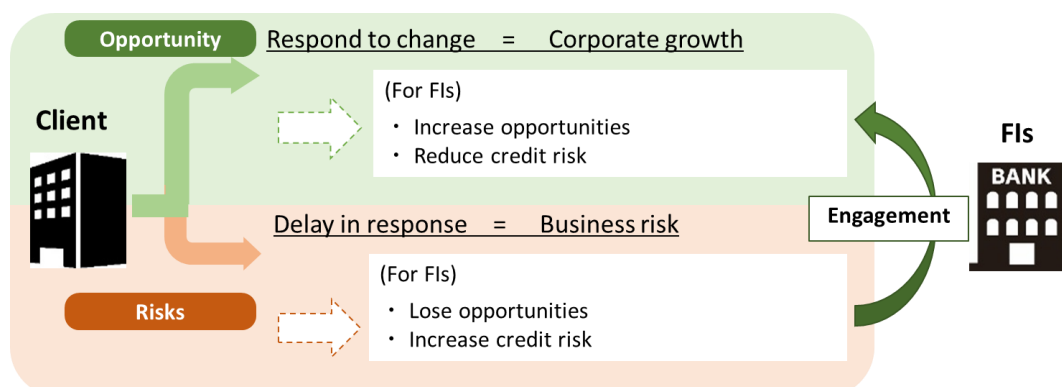 Opportunity
Respond to change = Corporate growth
(For FIs)
・ Increase opportunities
・ Reduce credit risk
Client
FIs
BANK
Engagement
Delay in response = Business risk
(For FIs)
・ Lose opportunities
・ Increase credit risk
Risks